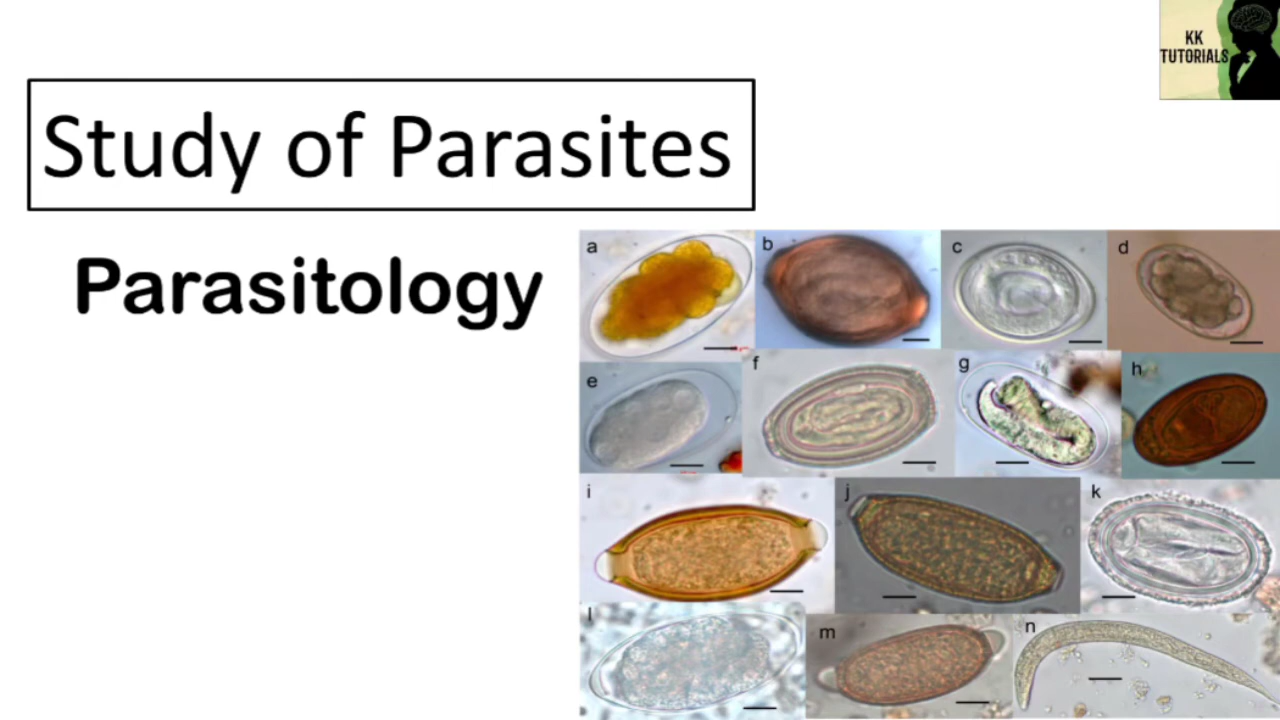 KK
TUTORIALS
Study of Parasites
Parasitology
a
b
c
d
e
f
g
h
i
j
k
l
m
n